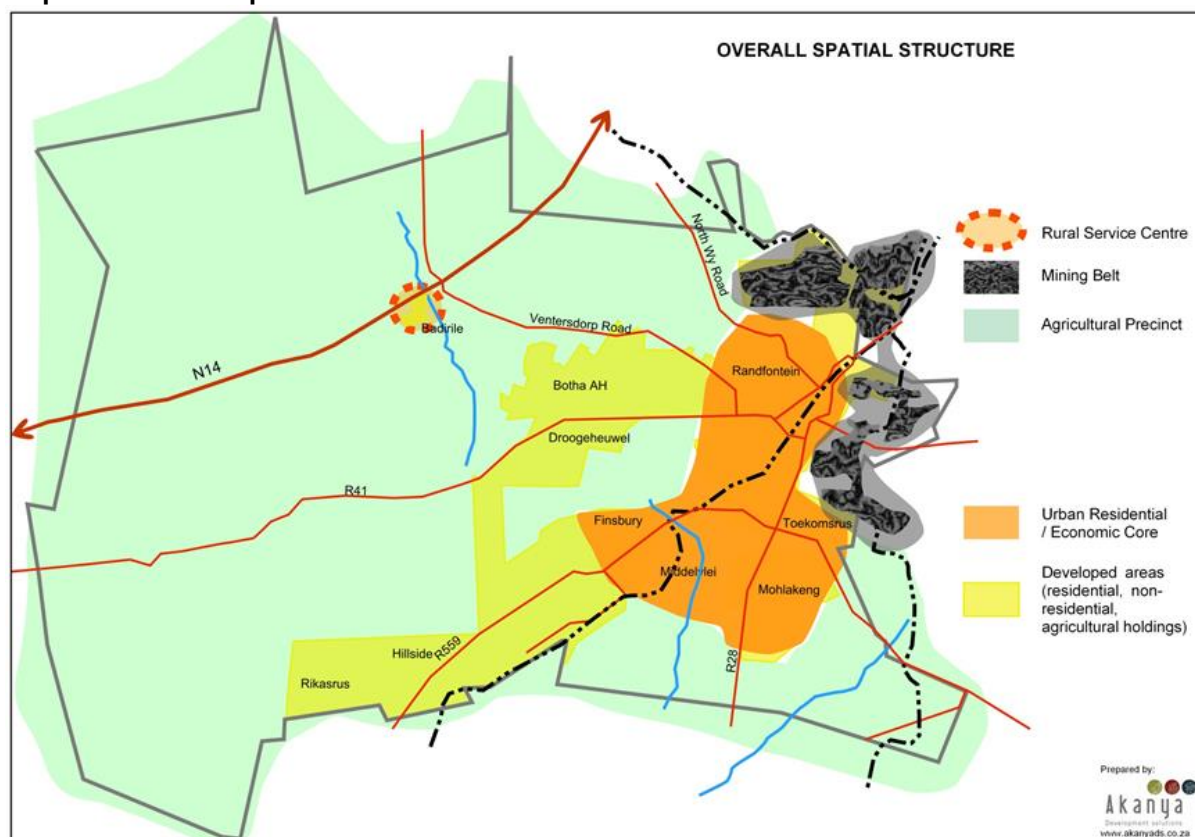 OVERALL SPATIAL STRUCTURE
Rural Service Centre
Mining Belt
Agricultural Precinct
Urban Residential
/ Economic Core
Developed areas
(residential, non-
residential,
agricultural holdings)
North Wy Road
Badirile
Ventersdorp Road
N14
Randfontein
Botha AH
Droogeheuwel
R41
Finsbury
Toekomsrus
Middelvlei
Mohlakeng
R559
Hillside
R28
Rikasrus
Prepared by:
Akanya
Development solutions
www.akanyads.co.za